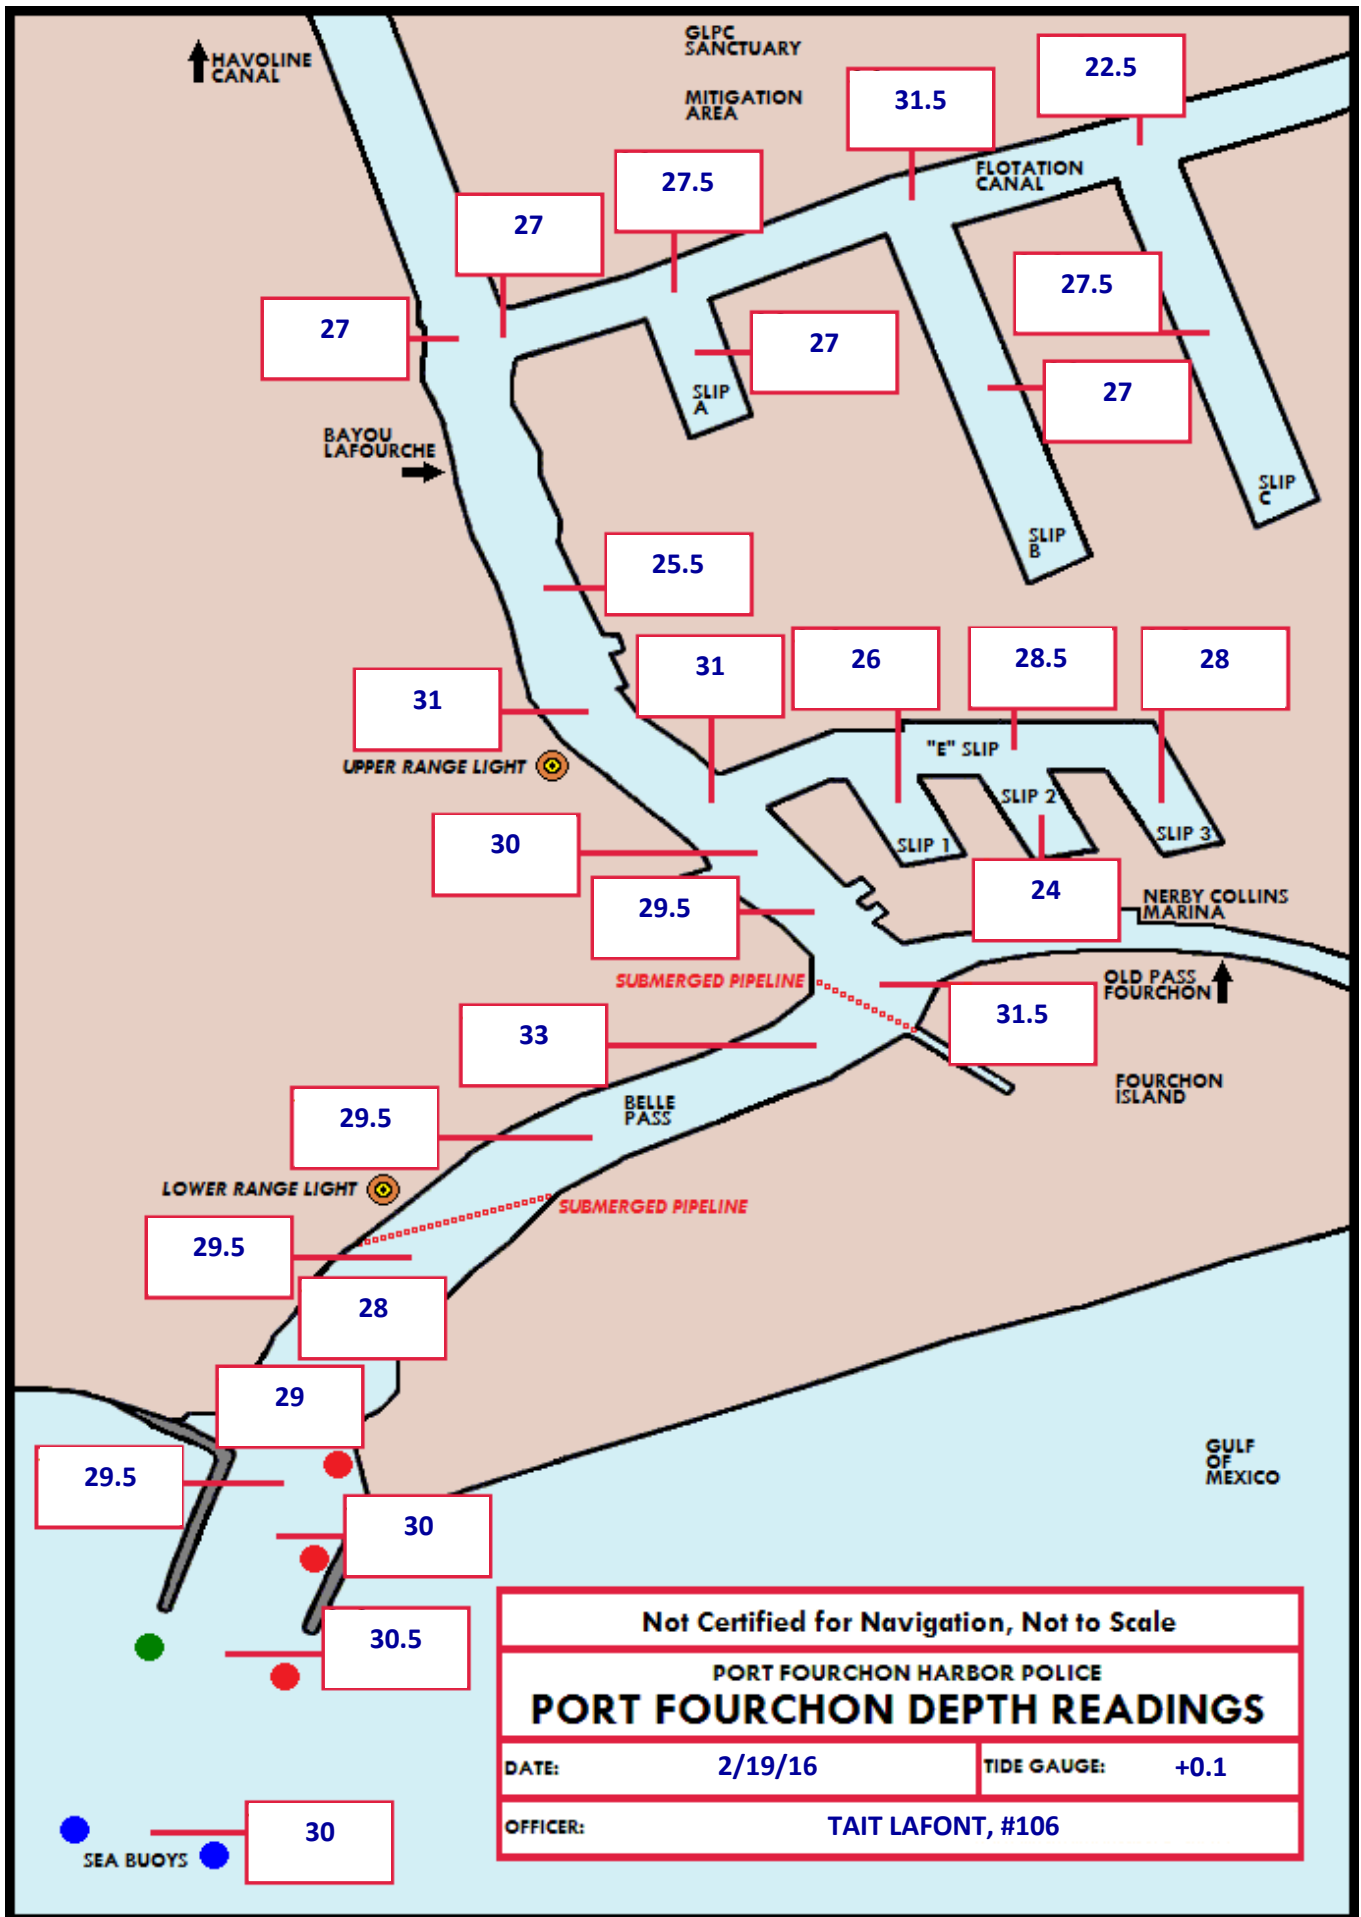 HAVOLINE
CANAL
GLPC
SANCTUARY
MITIGATION
AREA
22.5
31.5
FLOTATION
CANAL
27.5
27
27.5
27
27
27
SLIP
A
BAYOU
LAFOURCHE
SLIP
C
SLIP
B
25.5
31
26
28.5
28
31
"E" SLIP
UPPER RANGE LIGHT
SLIP 2
SLIP 1
SLIP 3
30
24
29.5
NERBY COLLINS
MARINA
SUBMERGED PIPELINE
OLD PASS
FOURCHON
31.5
33
FOURCHON
ISLAND
BELLE
PASS
29.5
LOWER RANGE LIGHT
SUBMERGED PIPELINE
29.5
28
29
29.5
GULF
OF
MEXICO
30
30.5
Not Certified for Navigation, Not to Scale
PORT FOURCHON HARBOR POLICE
PORT FOURCHON DEPTH READINGS
DATE: 2/19/16 TIDE GAUGE: +0.1
OFFICER: TAIT LAFONT, #106
30
SEA BUOYS